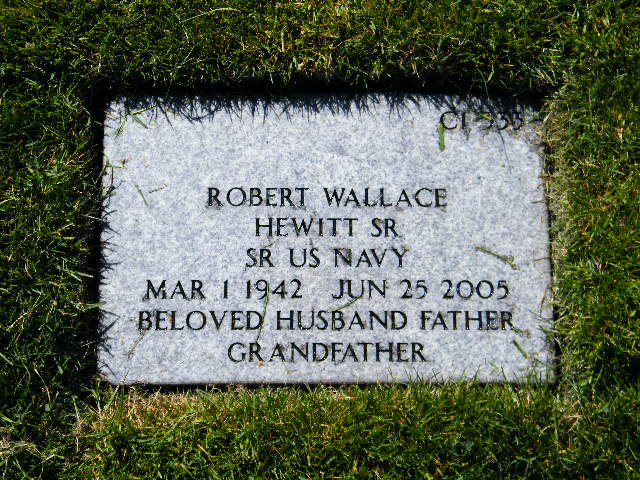 ROBERT WALLACE
HEWITT SR
SR US NAVY
MAR 1 1942 JUN 25 2005
BELOVED HUSBAND FATHER
GRANDFATHER